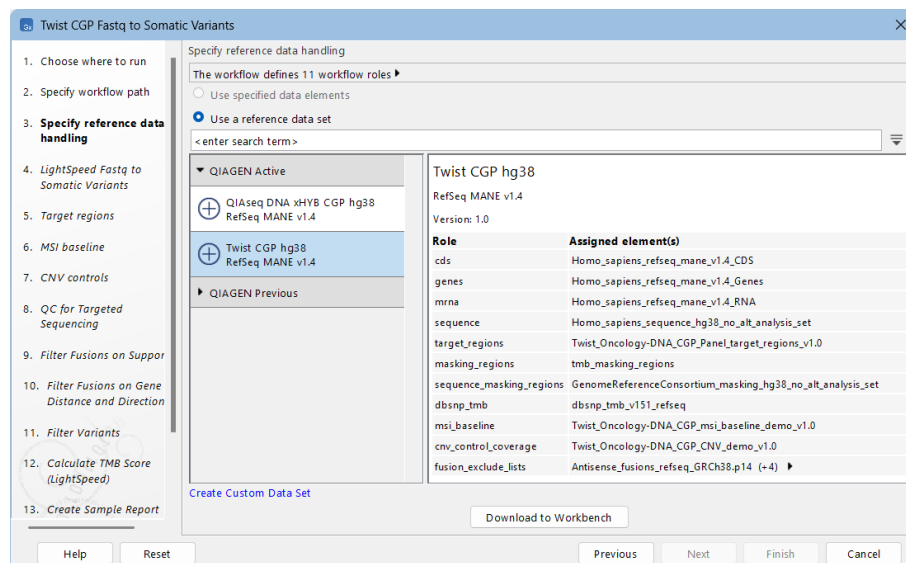 Twist CGP Fastq to Somatic Variants
1. Choose where to run
2. Specify workflow path
3. Specify reference data
handling
4. LightSpeed Fastq to
Somatic Variants
5. Target regions
6. MSI baseline
7. CNV controls
8. QC for Targeted
Sequencing
9. Filter Fusions on Suppor
10. Filter Fusions on Gene
Distance and Direction
11. Filter Variants
12. Calculate TMB Score
(LightSpeed)
13. Create Sample Report
Specify reference data handling
The workflow defines 11 workflow roles
Use specified data elements
Use a reference data set
<enter search term>
QIAGEN Active
QIAseq DNA xHYB CGP hg38
RefSeq MANE v1.4
Twist CGP hg38
RefSeq MANE v1.4
QIAGEN Previous
Twist CGP hg38
RefSeq MANE v1.4
Version: 1.0
Role Assigned element(s)
cds Homo_sapiens_refseq_mane_v1.4_CDS
genes Homo_sapiens_refseq_mane_v1.4_Genes
mrna Homo_sapiens_refseq_mane_v1.4_RNA
sequence Homo_sapiens_sequence_hg38_no_alt_analysis_set
target_regions Twist_Oncology-DNA_CGP_Panel_target_regions_v1.0
masking_regions tmb_masking_regions
sequence_masking_regions GenomeReferenceConsortium_masking_hg38_no_alt_analysis_set
dbsnp_tmb dbsnp_tmb_v151_refseq
msi_baseline Twist_Oncology-DNA_CGP_msi_baseline_demo_v1.0
cnv_control_coverage Twist_Oncology-DNA_CGP_CNV_demo_v1.0
fusion_exclude_lists Antisense_fusions_refseq_GRCh38.p14 (+4)
Create Custom Data Set
Download to Workbench
Help Reset Previous Next Finish Cancel